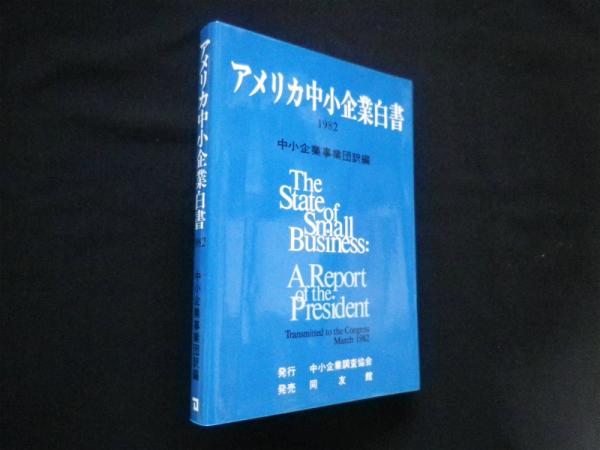 アメリカ中小企業白書
1982
中小企業事業団訳編
The
State of
Small
Business:
A Report
of the
President
Transmitted to the Congress
March 1982
発行 中小企業調査協会
発売 同友館
アメリカ中小企業白書
1982
中小企業事業団訳編